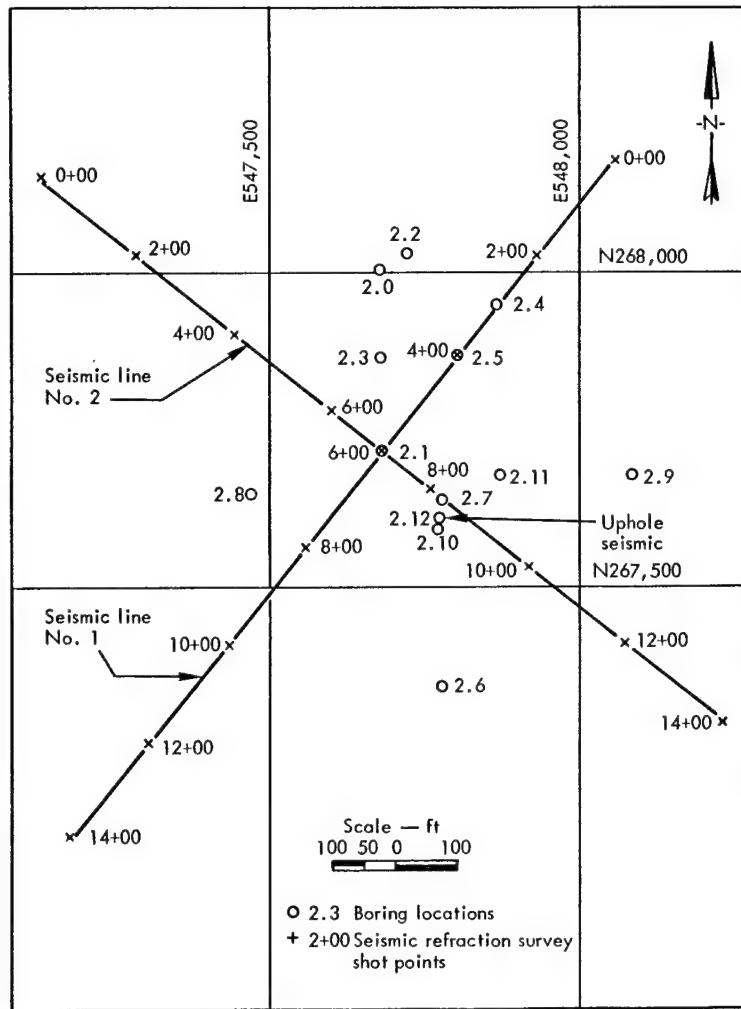 E547,500
E548,000
-N-
0+00
0+00
2+00
2.2
2+00
N268,000
2.0
2.4
4+00
2.3
4+00
2.5
Seismic line
No. 2
6+00
6+00
2.1
8+00
2.11
2.9
2.8
2.7
2.12
Uphole
seismic
2.10
8+00
10+00
N267,500
Seismic line
No. 1
10+00
12+00
2.6
14+00
12+00
Scale — ft
100 50 0 100
14+00
2.3 Boring locations
2+00 Seismic refraction survey
shot points